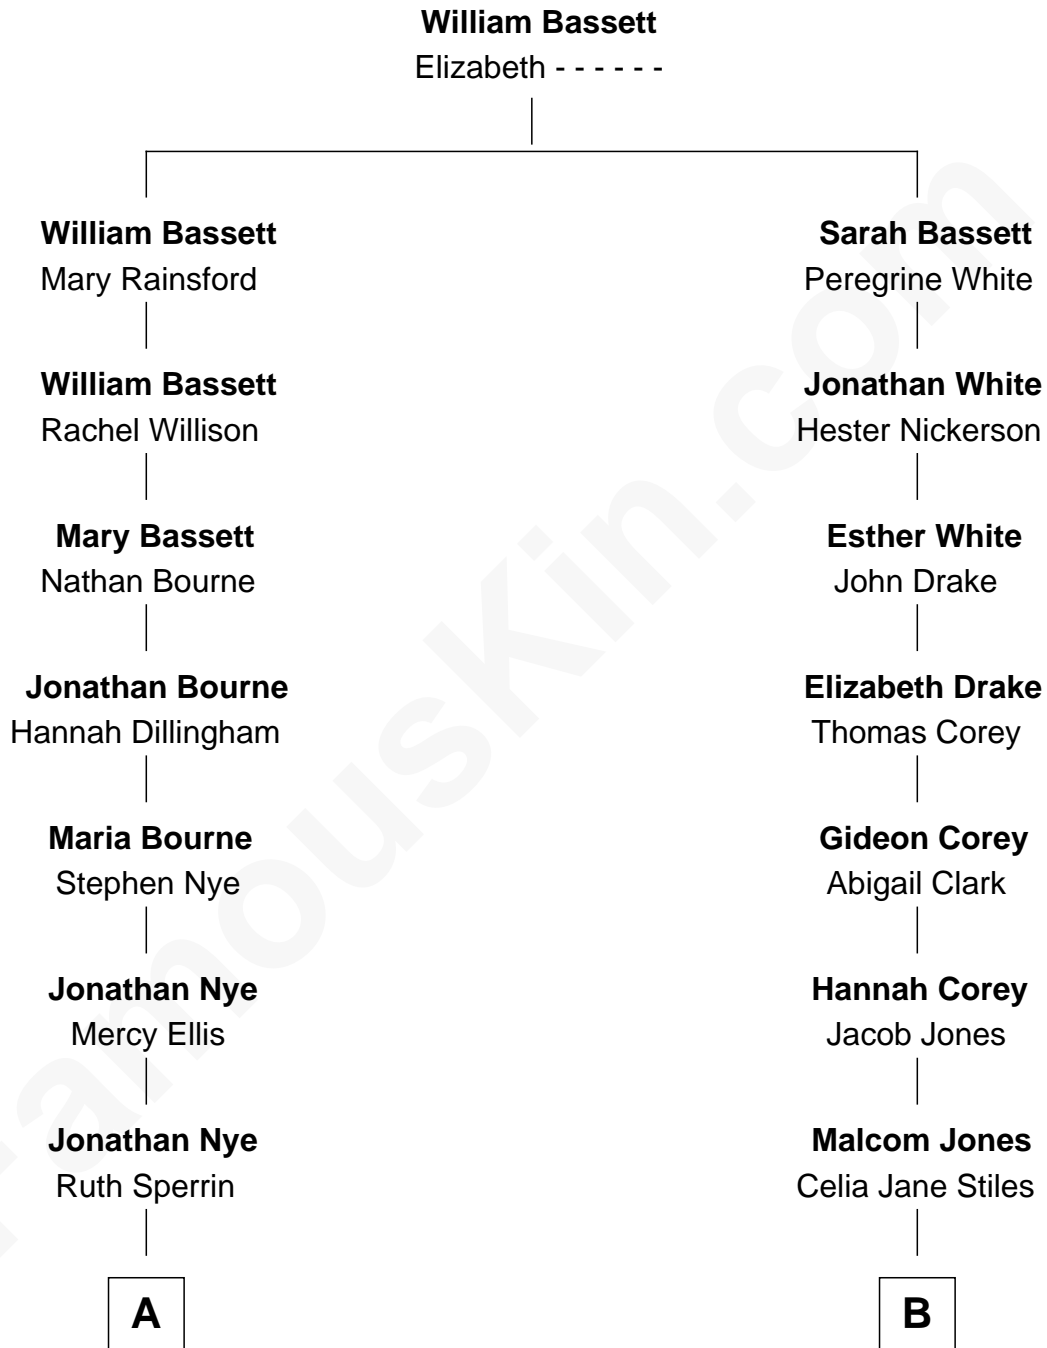 William Bassett
Elizabeth - - - - - -
William Bassett
Mary Rainsford
Sarah Bassett
Peregrine White
William Bassett
Rachel Willison
Jonathan White
Hester Nickerson
Mary Bassett
Nathan Bourne
Esther White
John Drake
Jonathan Bourne
Hannah Dillingham
Elizabeth Drake
Thomas Corey
Maria Bourne
Stephen Nye
Gideon Corey
Abigail Clark
Jonathan Nye
Mercy Ellis
Hannah Corey
Jacob Jones
Jonathan Nye
Ruth Sperrin
Malcom Jones
Celia Jane Stiles
A
B
FamousKin.com